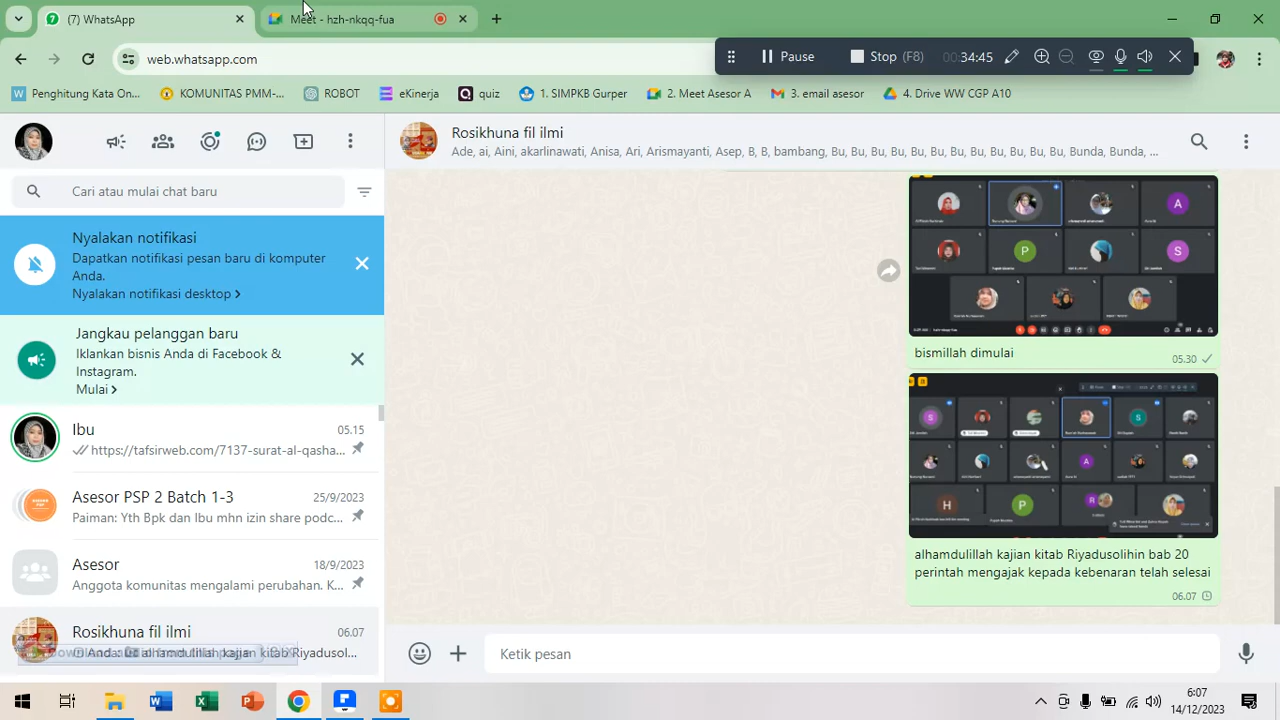 (7) WhatsApp
Meet - hzh-nkqq-fua
web.whatsapp.com
Pause
Stop (F8)
00:34:45
Penghitung Kata On...
KOMUNITAS PMM-...
ROBOT
eKinerja
quiz
1. SIMPKB Gurper
2. Meet Asesor A
3. email asesor
4. Drive WW CGP A10
Rosikhuna fil ilmi
Ade, ai, Aini, akarlinawati, Anisa, Ari, Arismayanti, Asep, B, B, bambang, Bu, Bu, Bu, Bu, Bu, Bu, Bu, Bu, Bu, Bu, Bunda, Bunda, ...
Cari atau mulai chat baru
Nyalakan notifikasi
Dapatkan notifikasi pesan baru di komputer
Anda.
Nyalakan notifikasi desktop >
Jangkau pelanggan baru
Iklankan bisnis Anda di Facebook &
Instagram.
Mulai >
Ibu
05.15
https://tafsirweb.com/7137-surat-al-qasha...
Asesor PSP 2 Batch 1-3
25/9/2023
Paiman: Yth Bpk dan Ibu mhn izin share podc...
Asesor
18/9/2023
Anggota komunitas mengalami perubahan. K...
Rosikhuna fil ilmi
06.07
Anda: alhamdulillah kajian kitab Riyadusol...
bismillah dimulai
05.30
alhamdulillah kajian kitab Riyadusolihin bab 20
perintah mengajak kepada kebenaran telah selesai
06.07
Ketik pesan
6:07
14/12/2023